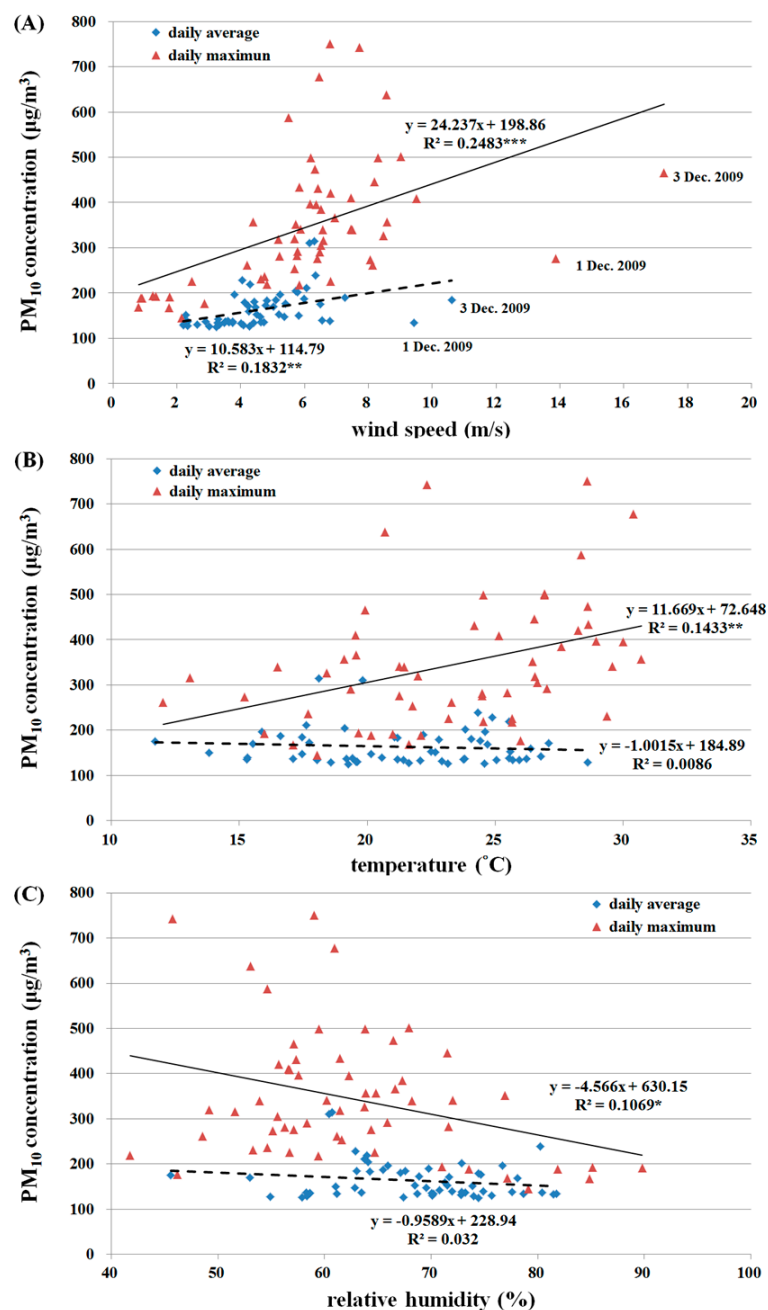 (A)
PM₁₀ concentration (µg/m³)
800
700
600
500
400
300
200
100
0
daily average
daily maximun
y = 24.237x + 198.86
R² = 0.2483***
3 Dec. 2009
1 Dec. 2009
3 Dec. 2009
1 Dec. 2009
y = 10.583x + 114.79
R² = 0.1832**
0 2 4 6 8 10 12 14 16 18 20
wind speed (m/s)
(B)
PM₁₀ concentration (µg/m³)
800
700
600
500
400
300
200
100
0
daily average
daily maximum
y = 11.669x + 72.648
R² = 0.1433**
y = -1.0015x + 184.89
R² = 0.0086
10 15 20 25 30 35
temperature (°C)
(C)
PM₁₀ concentration (µg/m³)
800
700
600
500
400
300
200
100
0
daily average
daily maximum
y = -4.566x + 630.15
R² = 0.1069*
y = -0.9589x + 228.94
R² = 0.032
40 50 60 70 80 90 100
relative humidity (%)